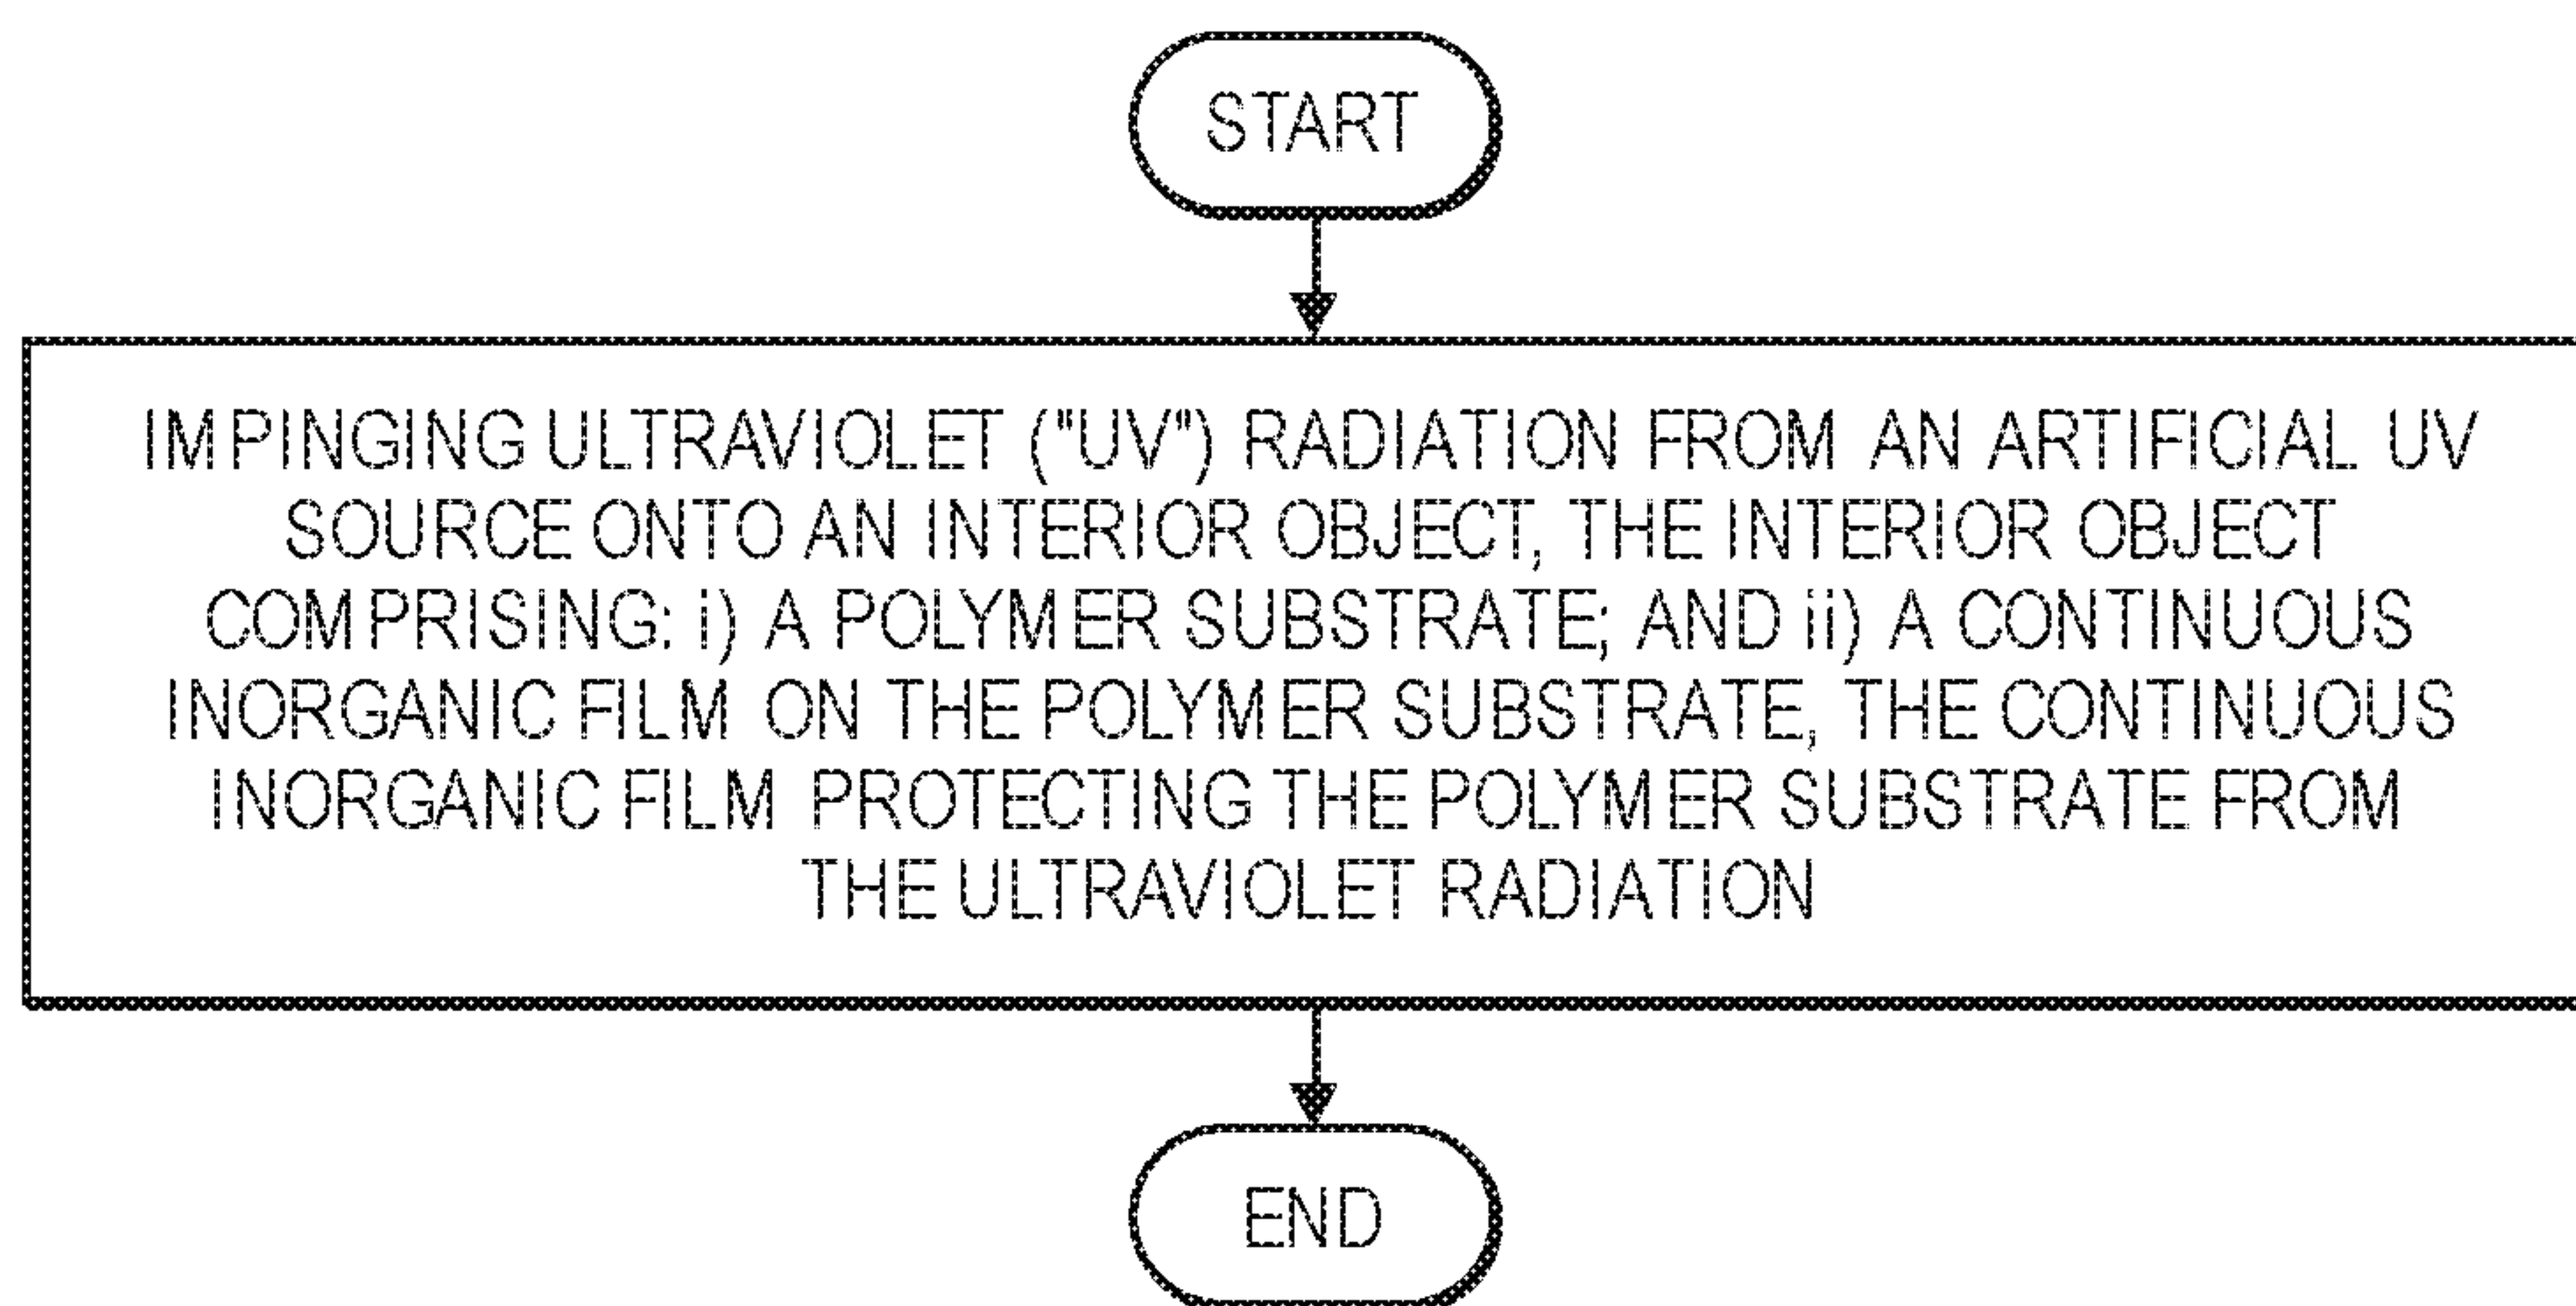 START
IMPINGING ULTRAVIOLET ("UV") RADIATION FROM AN ARTIFICIAL UV
SOURCE ONTO AN INTERIOR OBJECT, THE INTERIOR OBJECT
COMPRISING: i) A POLYMER SUBSTRATE; AND ii) A CONTINUOUS
INORGANIC FILM ON THE POLYMER SUBSTRATE, THE CONTINUOUS
INORGANIC FILM PROTECTING THE POLYMER SUBSTRATE FROM
THE ULTRAVIOLET RADIATION
END